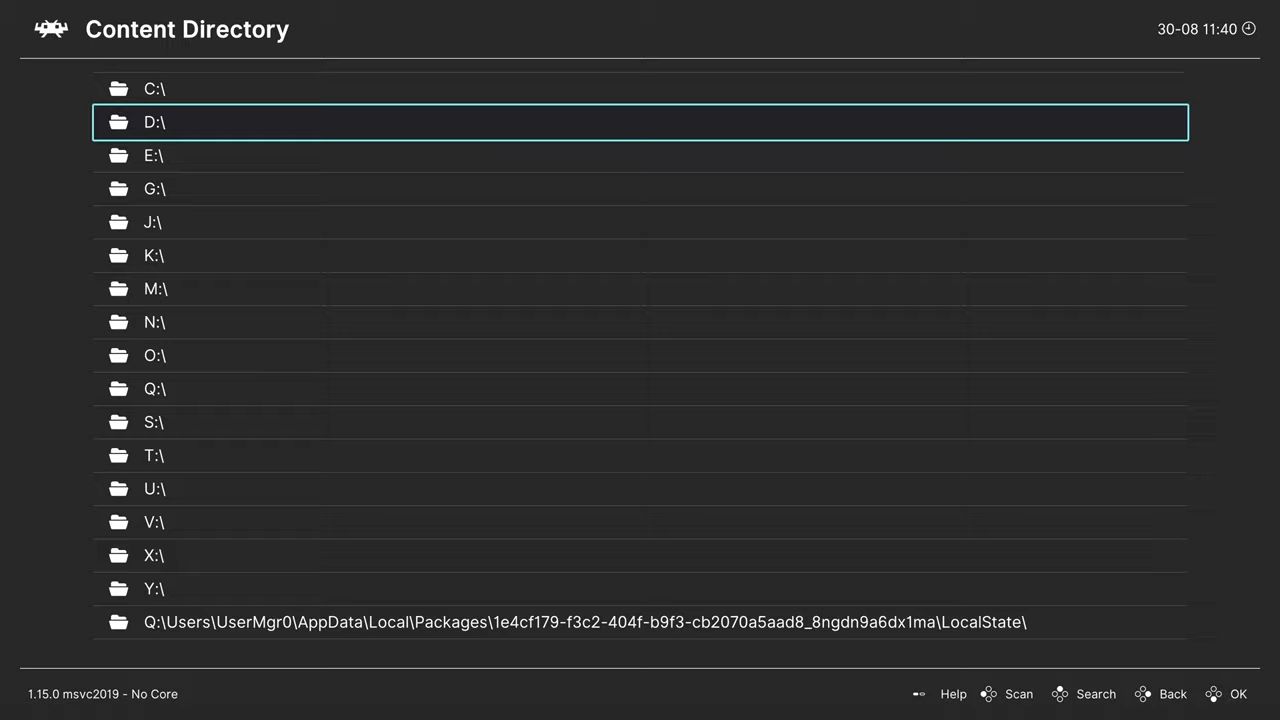 Content Directory
30-08 11:40
C:\
D:\
E:\
G:\
J:\
K:\
M:\
N:\
O:\
Q:\
S:\
T:\
U:\
V:\
X:\
Y:\
Q:\Users\UserMgr0\AppData\Local\Packages\1e4cf179-f3c2-404f-b9f3-cb2070a5aad8_8ngdn9a6dx1ma\LocalState\
1.15.0 msvc2019 - No Core
Help Scan Search Back OK